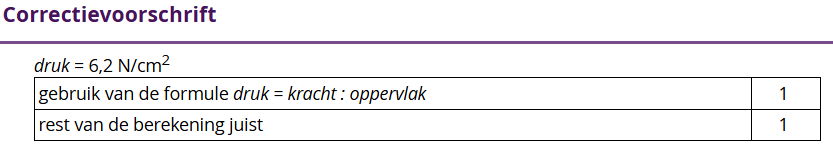 Correctievoorschrift
druk = 6,2 N/cm²
gebruik van de formule druk = kracht : oppervlak 1
rest van de berekening juist 1